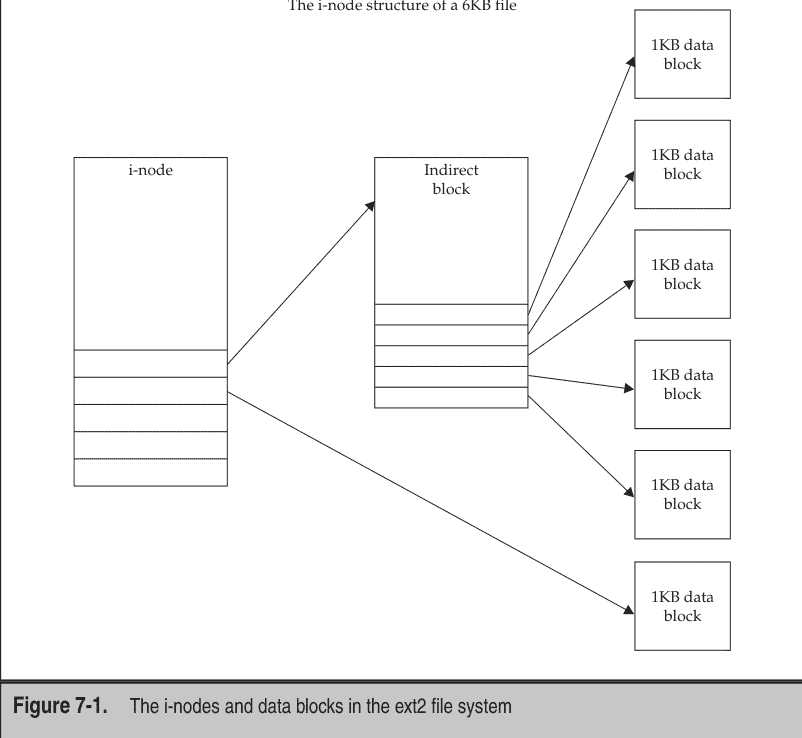 The i-node structure of a 6KB file
i-node
Indirect
block
1KB data
block
1KB data
block
1KB data
block
1KB data
block
1KB data
block
1KB data
block
Figure 7-1. The i-nodes and data blocks in the ext2 file system